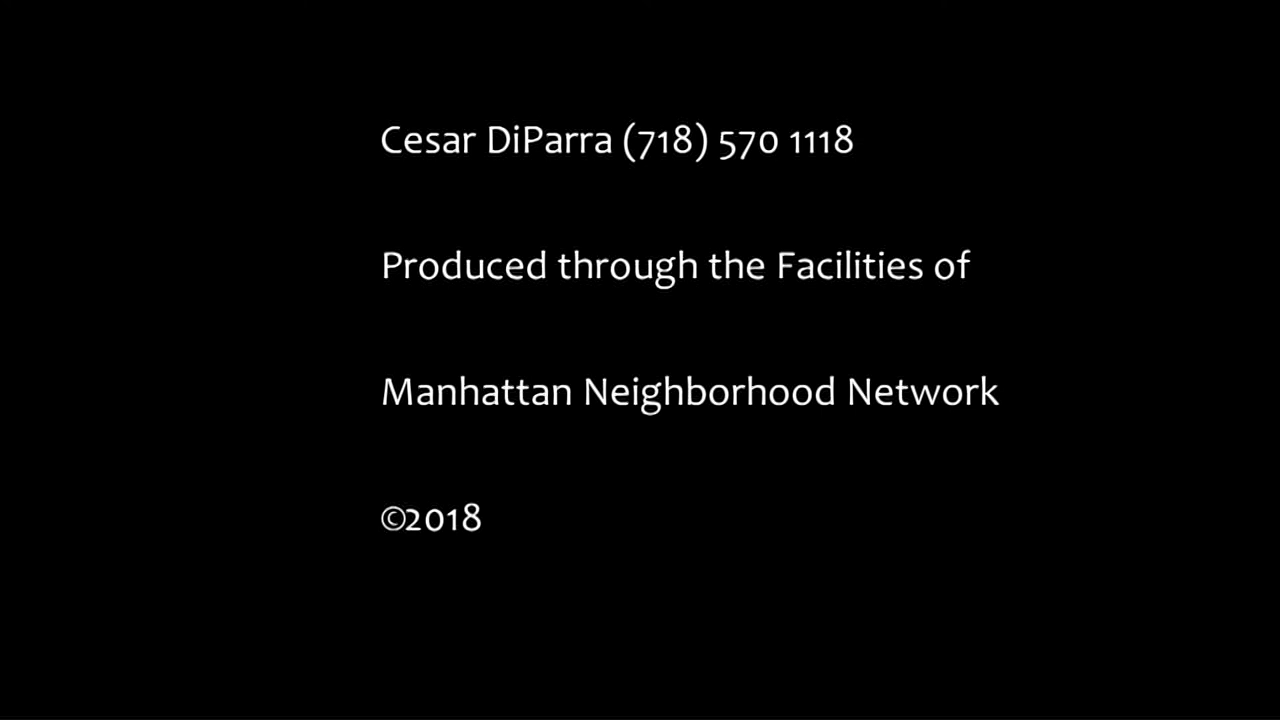 Cesar DiParra (718) 570 1118
Produced through the Facilities of
Manhattan Neighborhood Network
©2018